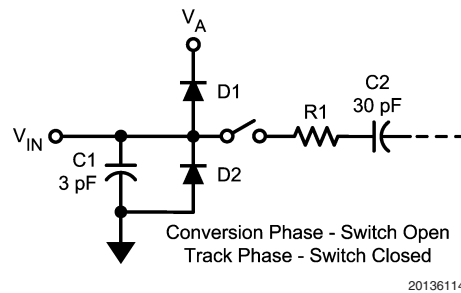 VA
D1
C2
30 pF
R1
VIN
C1
3 pF
D2
Conversion Phase - Switch Open
Track Phase - Switch Closed
20136114